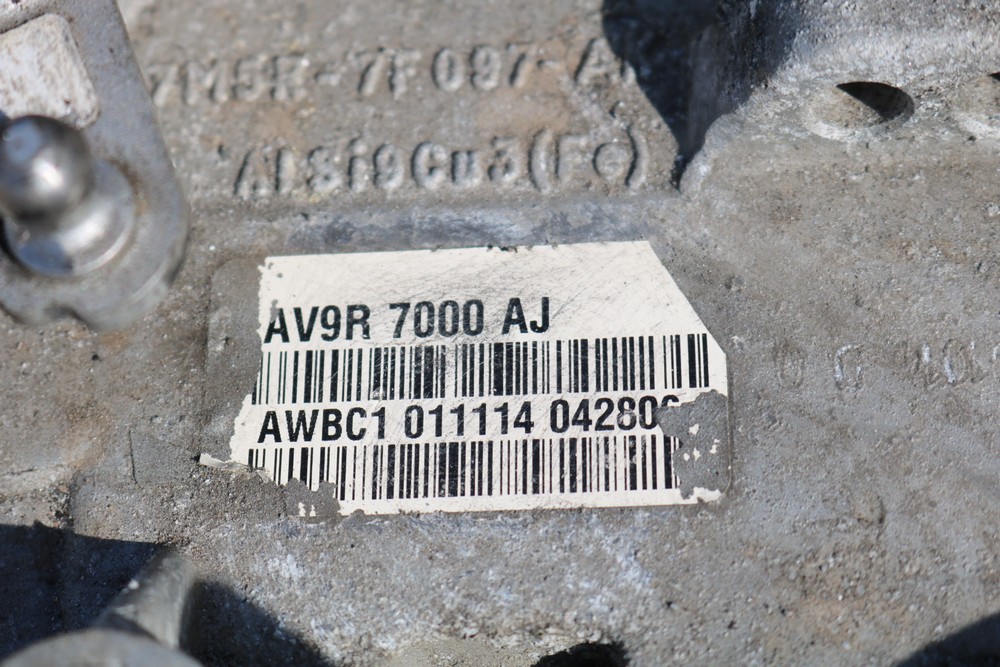 7M5R-7F097-A
AlSi9Cu3(Fe)
AV9R 7000 AJ
AWBC1 011114 04280